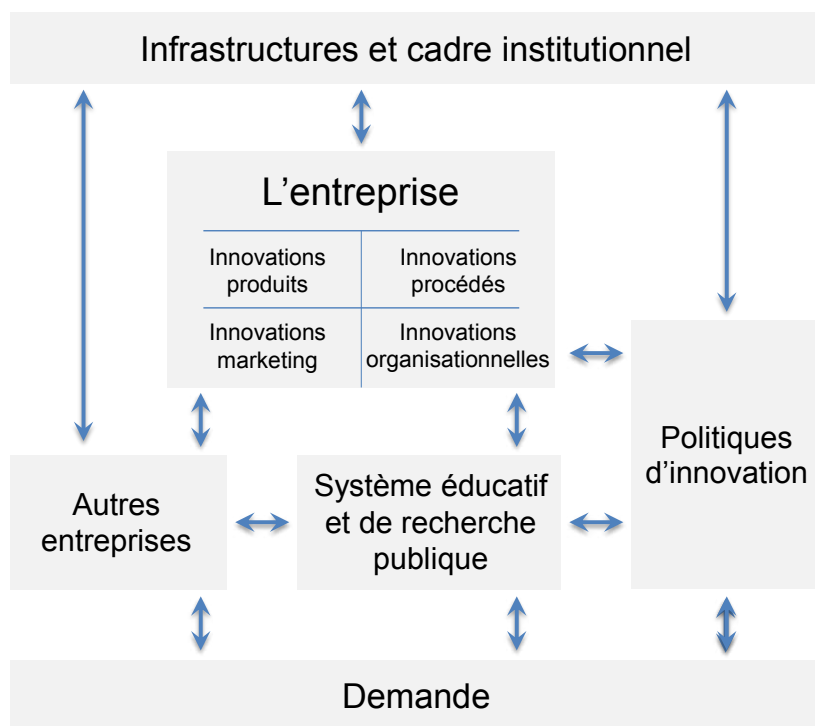 Infrastructures et cadre institutionnel
L’entreprise
Innovations
produits
Innovations
procédés
Innovations
marketing
Innovations
organisationnelles
Politiques
d’innovation
Autres
entreprises
Système éducatif
et de recherche
publique
Demande